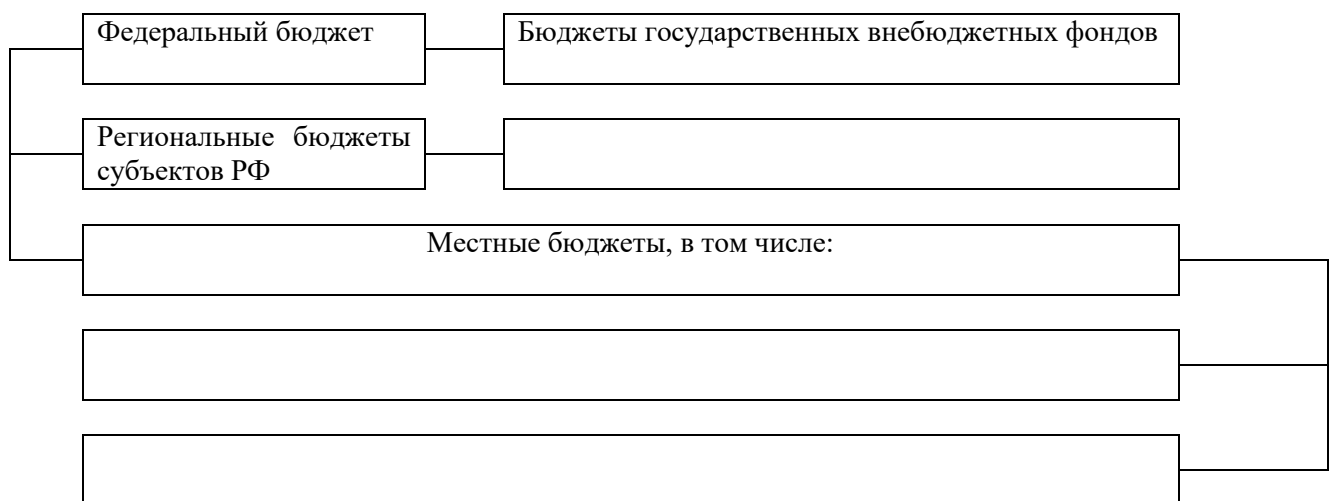 Федеральный бюджет
Бюджеты государственных внебюджетных фондов
Региональные бюджеты
субъектов РФ
Местные бюджеты, в том числе: